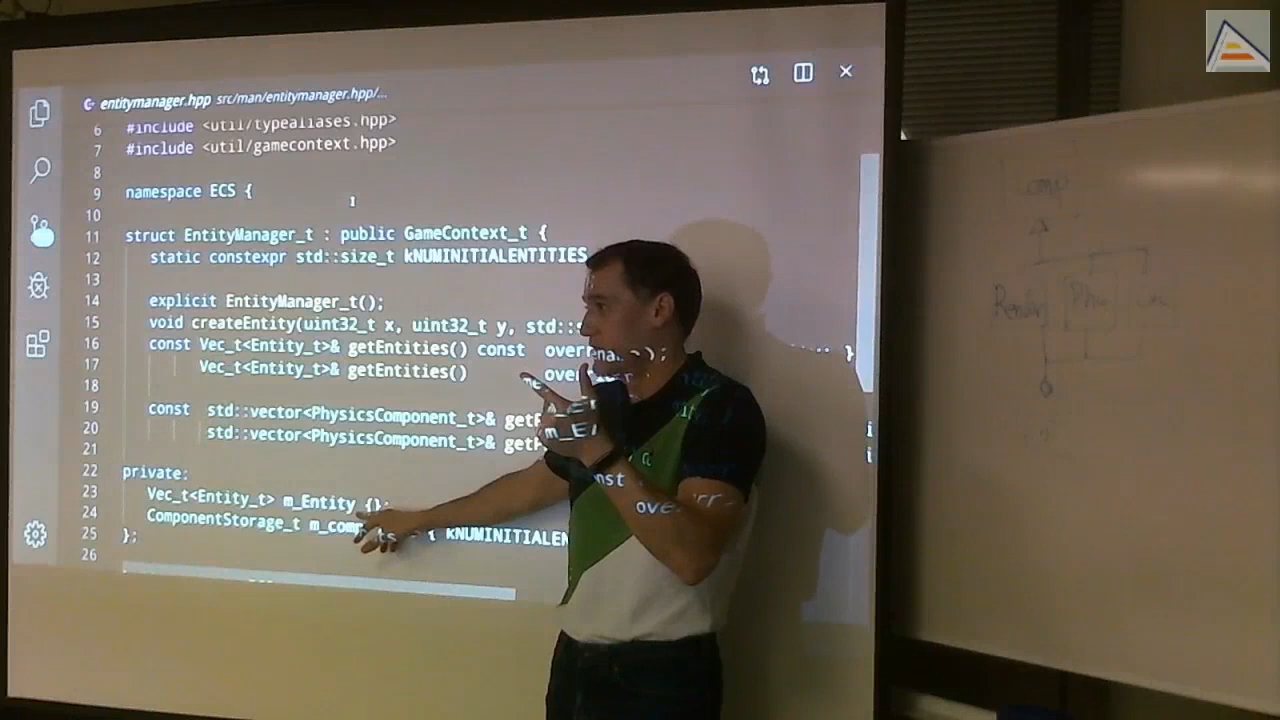 entitymanager.hpp src/man/entitymanager.hpp/...
6 #include <util/typealiases.hpp>
7 #include <util/gamecontext.hpp>
8
9 namespace ECS {
10
11 struct EntityManager_t : public GameContext_t {
12 static constexpr std::size_t kNUMINITIALENTITIES
13
14 explicit EntityManager_t();
15 void createEntity(uint32_t x, uint32_t y, std::
16 const Vec_t<Entity_t>& getEntities() const
17 Vec_t<Entity_t>& getEntities()
18
19 const std::vector<PhysicsComponent_t>&
20 std::vector<PhysicsComponent_t>&
21
22 private:
23 Vec_t<Entity_t> m_Entity {};
24 ComponentStorage_t
25 };
26